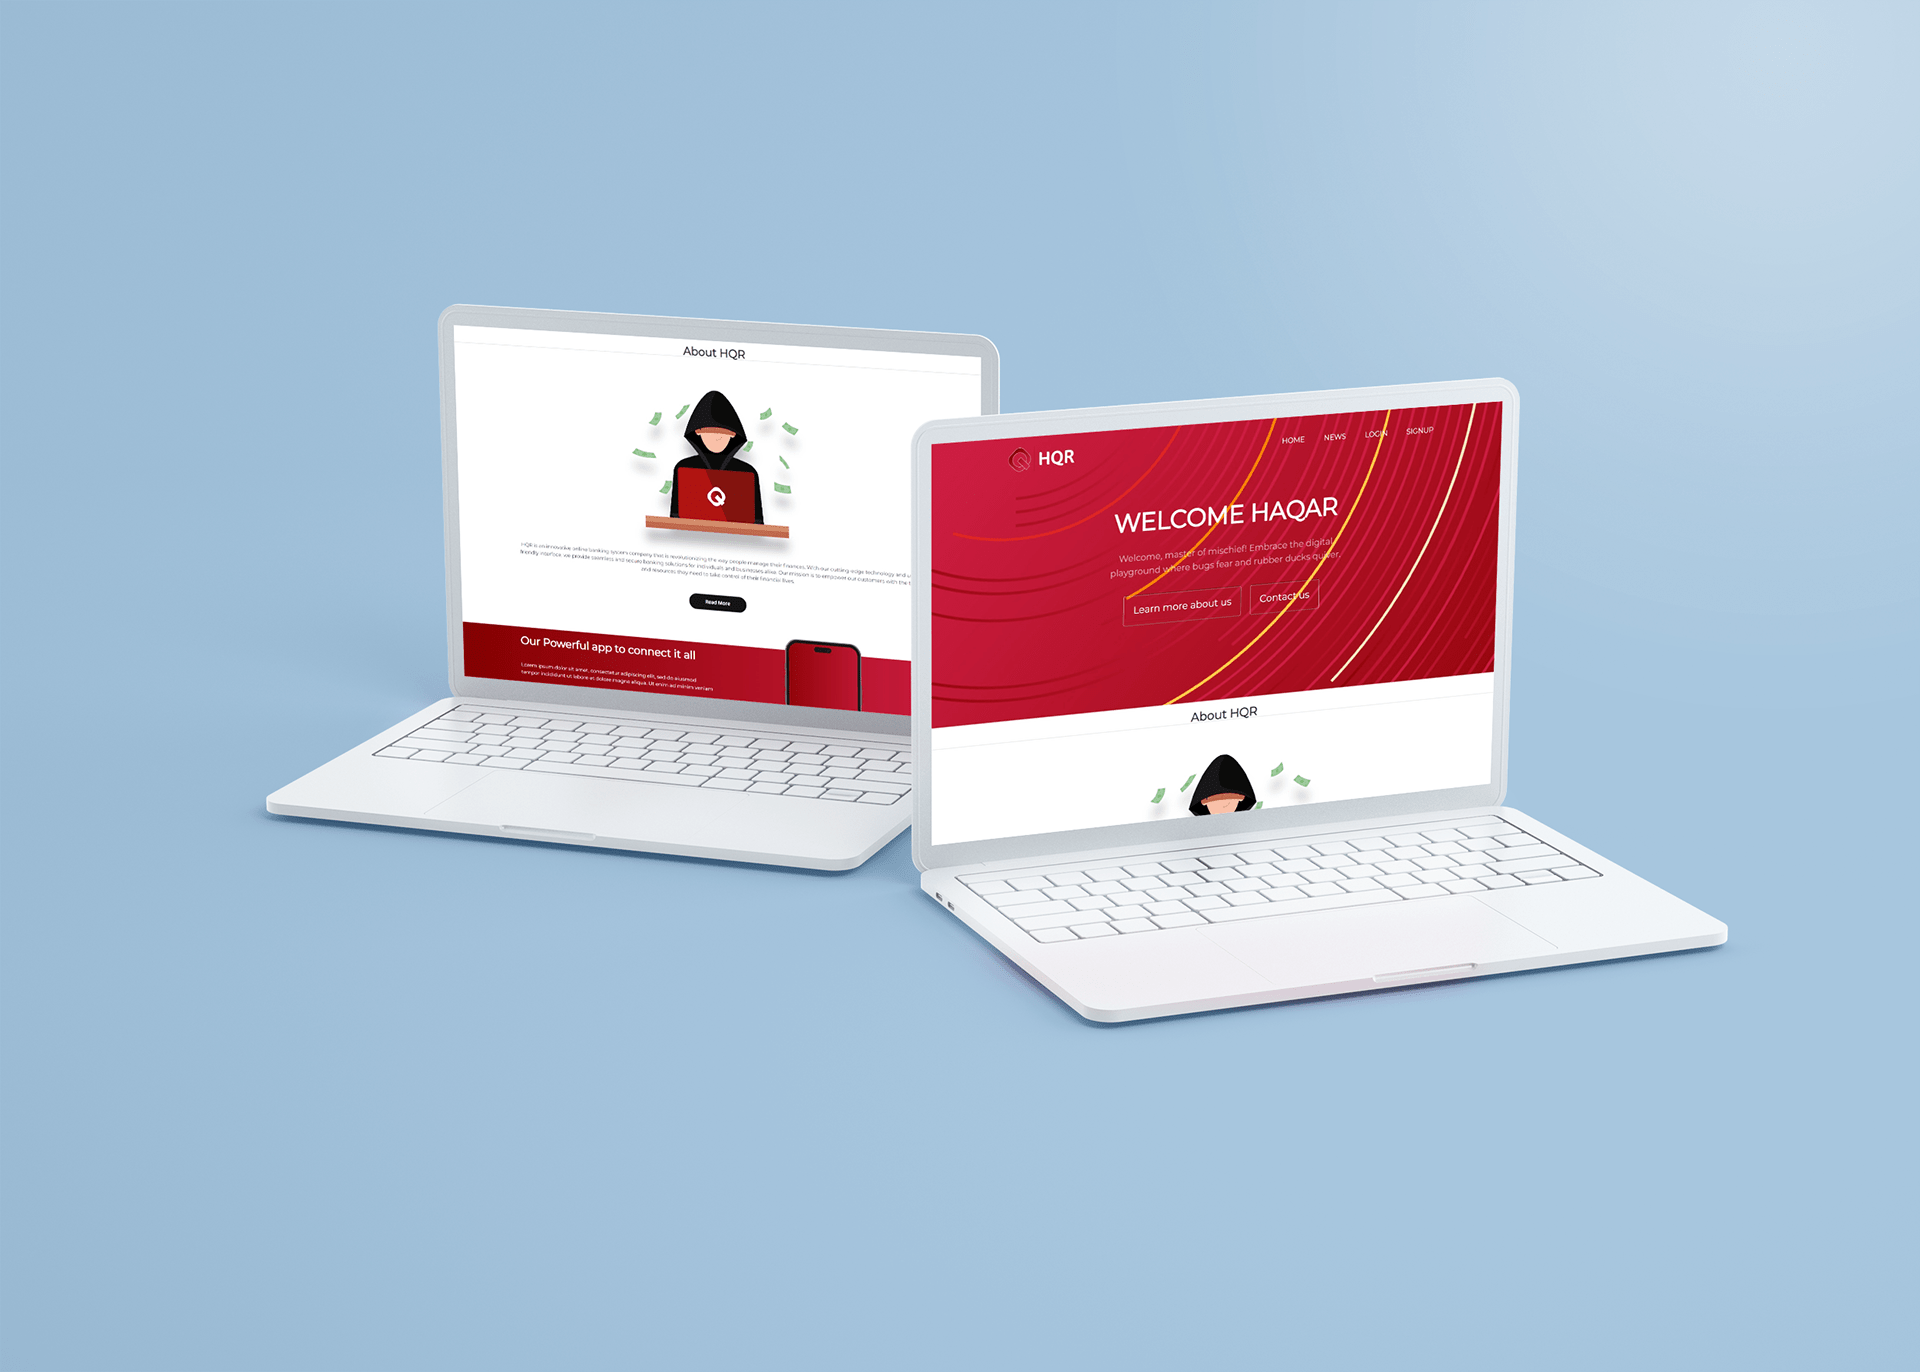 About HQR
HQR is an innovative online banking system company that is revolutionizing the way people manage their finances. With our cutting-edge technology and
friendly interface, we provide seamless and secure banking solutions for individuals and businesses alike. Our mission is to empower our customers with the
and resources they need to take control of their financial lives.
Read More
Our Powerful app to connect it all
Lorem ipsum dolor sit amet, consectetur adipiscing elit, sed do eiusmod
tempor incididunt ut labore et dolore magna aliqua. Ut enim ad minim veniam
HQR
HOME NEWS LOGIN SIGNUP
WELCOME HAQAR
Welcome, master of mischief! Embrace the digital
playground where bugs fear and rubber ducks quiver.
Learn more about us
Contact us
About HQR